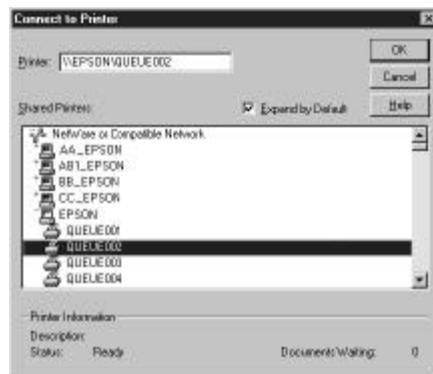 Connect to Printer
Printer: \\EPSON\QUEUE002
OK
Cancel
Help
Shared Printers:
Expand by Default
NetWare or Compatible Network
AA_EPSON
AB1_EPSON
BB_EPSON
CC_EPSON
EPSON
QUEUE001
QUEUE002
QUEUE003
QUEUE004
Printer Information
Description:
Status: Ready
Documents Waiting: 0